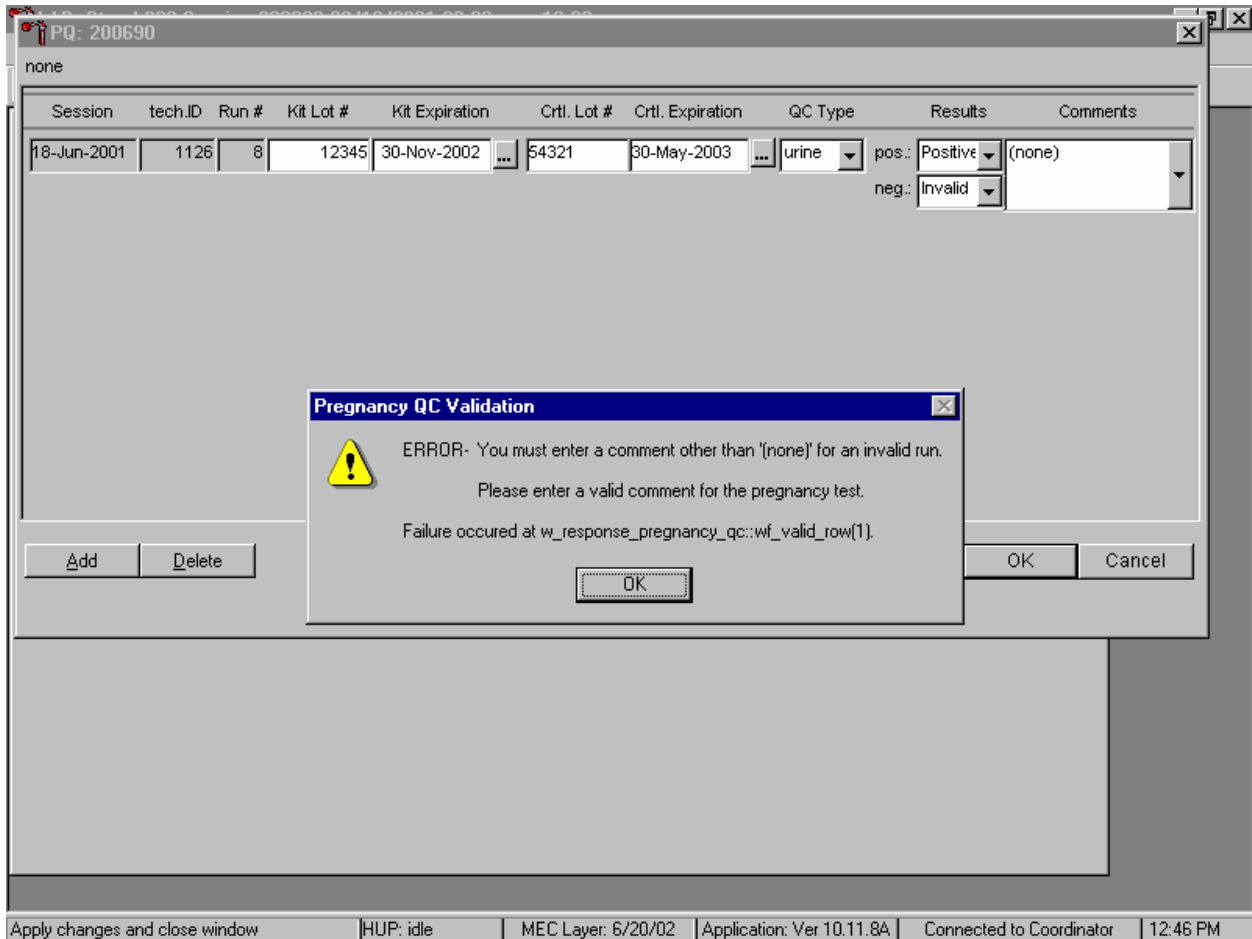 PQ: 200690
none
Session tech.ID Run # Kit Lot # Kit Expiration Crtl. Lot # Crtl. Expiration QC Type Results Comments
18-Jun-2001 1126 8 12345 30-Nov-2002 ... 54321 30-May-2003 ... urine pos.: Positive (none)
neg.: Invalid
Pregnancy QC Validation
ERROR- You must enter a comment other than '(none)' for an invalid run.
Please enter a valid comment for the pregnancy test.
Failure occured at w_response_pregnancy_qc::wf_valid_row(1).
OK
Add Delete OK Cancel
Apply changes and close window HUP: idle MEC Layer: 6/20/02 Application: Ver 10.11.8A Connected to Coordinator 12:46 PM